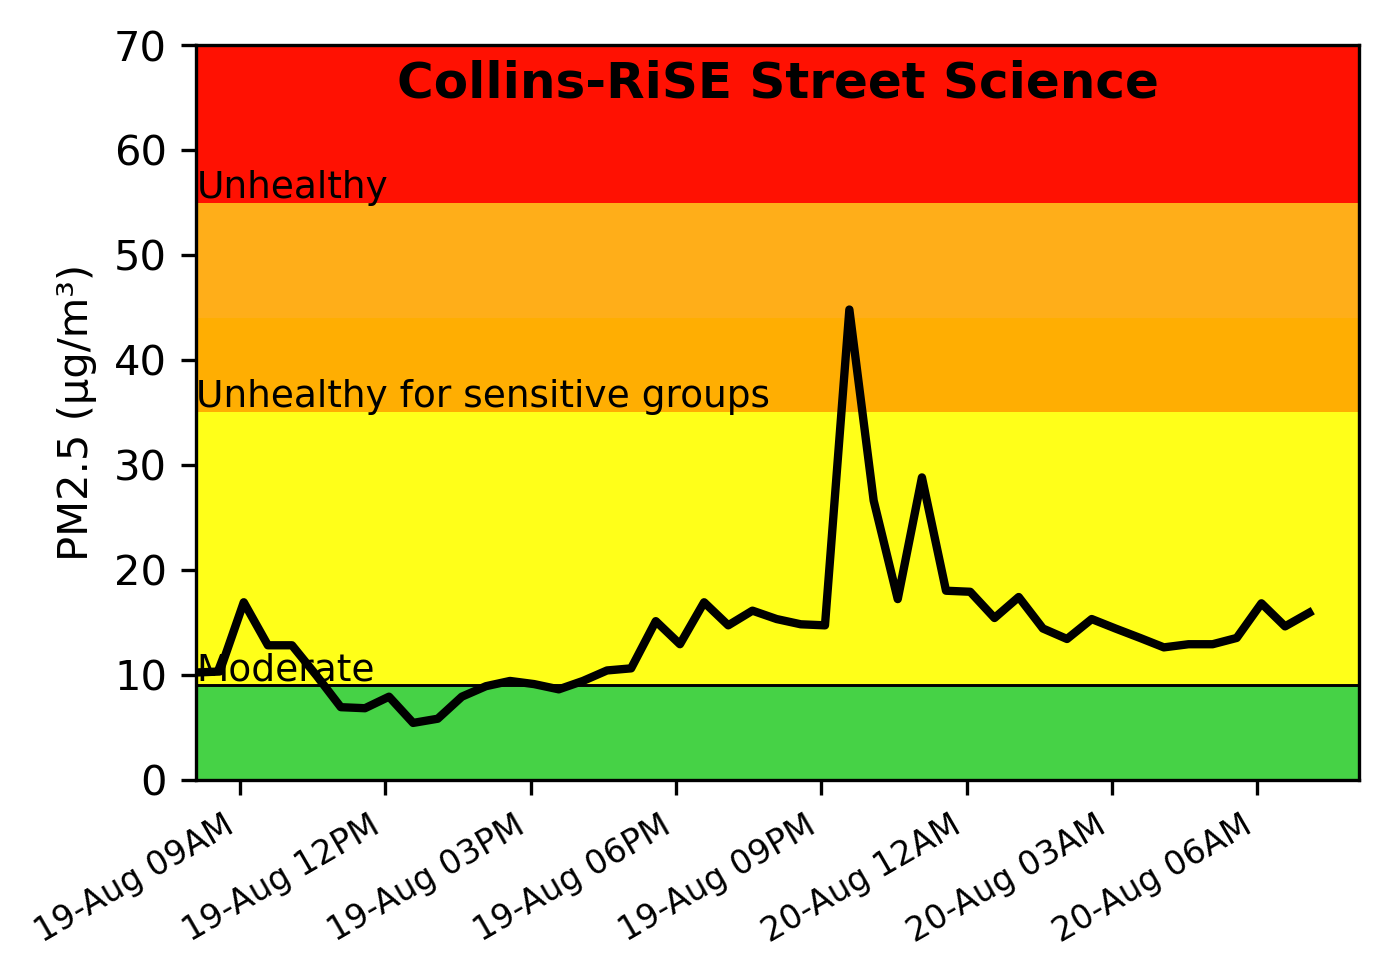 Collins-RiSE Street Science
70
60
50
40
30
20
10
0
PM2.5 (μg/m³)
Unhealthy
Unhealthy for sensitive groups
Moderate
19-Aug 09AM
19-Aug 12PM
19-Aug 03PM
19-Aug 06PM
19-Aug 09PM
20-Aug 12AM
20-Aug 03AM
20-Aug 06AM